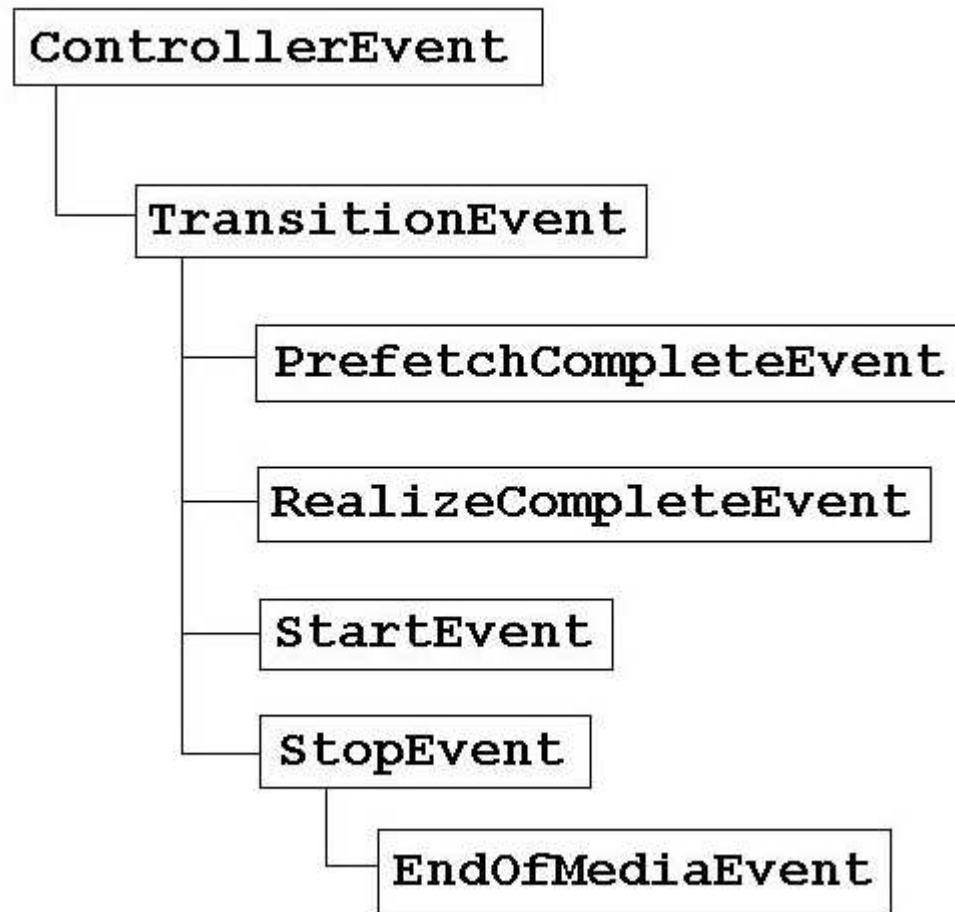 ControllerEvent
TransitionEvent
PrefetchCompleteEvent
RealizeCompleteEvent
StartEvent
StopEvent
EndOfMediaEvent